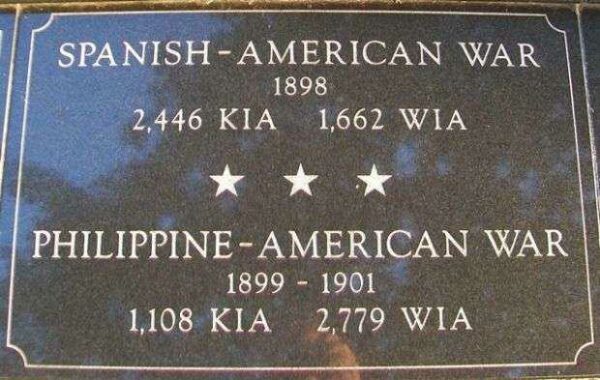 SPANISH-AMERICAN WAR
1898
2,446 KIA 1,662 WIA
PHILIPPINE-AMERICAN WAR
1899 - 1901
1,108 KIA 2,779 WIA